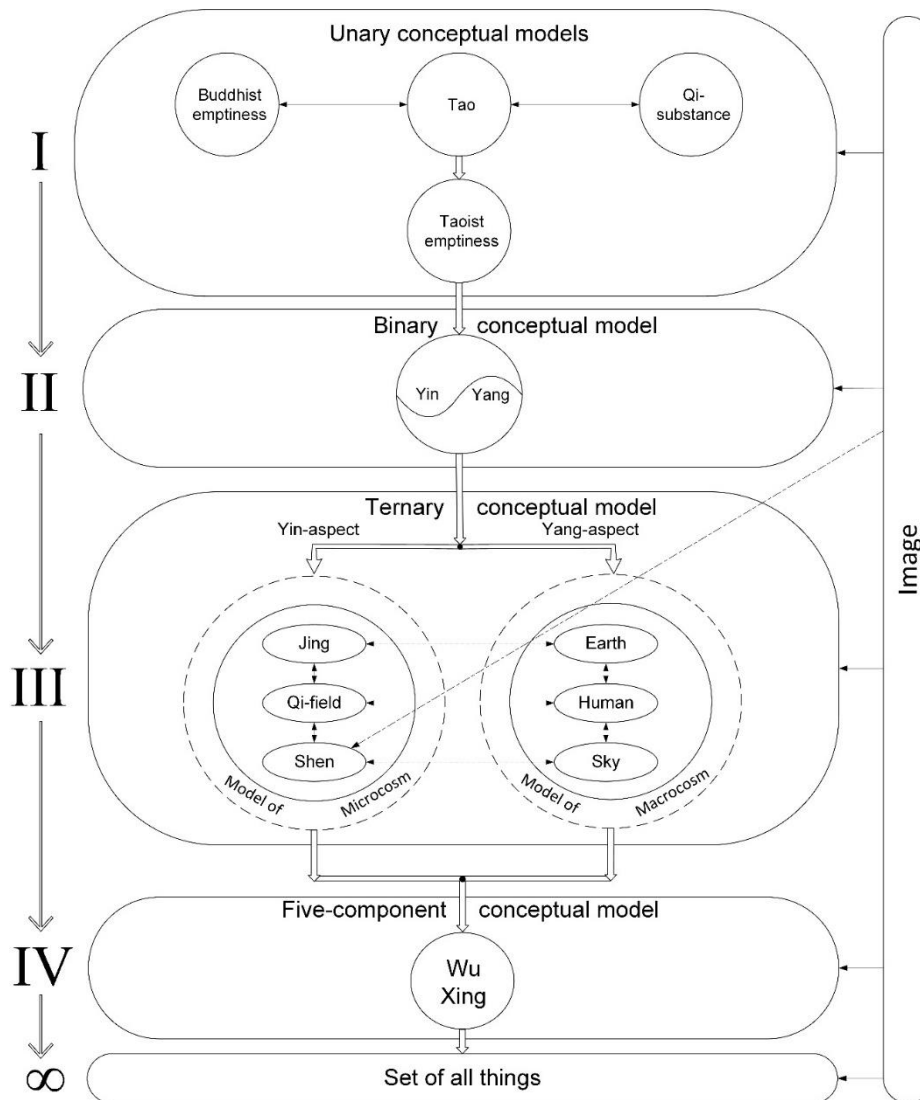 Unary conceptual models
Buddhist
emptiness
Tao
Qi-
substance
I
Taoist
emptiness
Binary conceptual model
II
Yin Yang
Ternary conceptual model
Yin-aspect Yang-aspect
Image
Jing
Earth
III
Qi-field
Human
Shen
Sky
Model of Microcosm
Model of Macrocosm
Five-component conceptual model
IV
Wu
Xing
∞
Set of all things